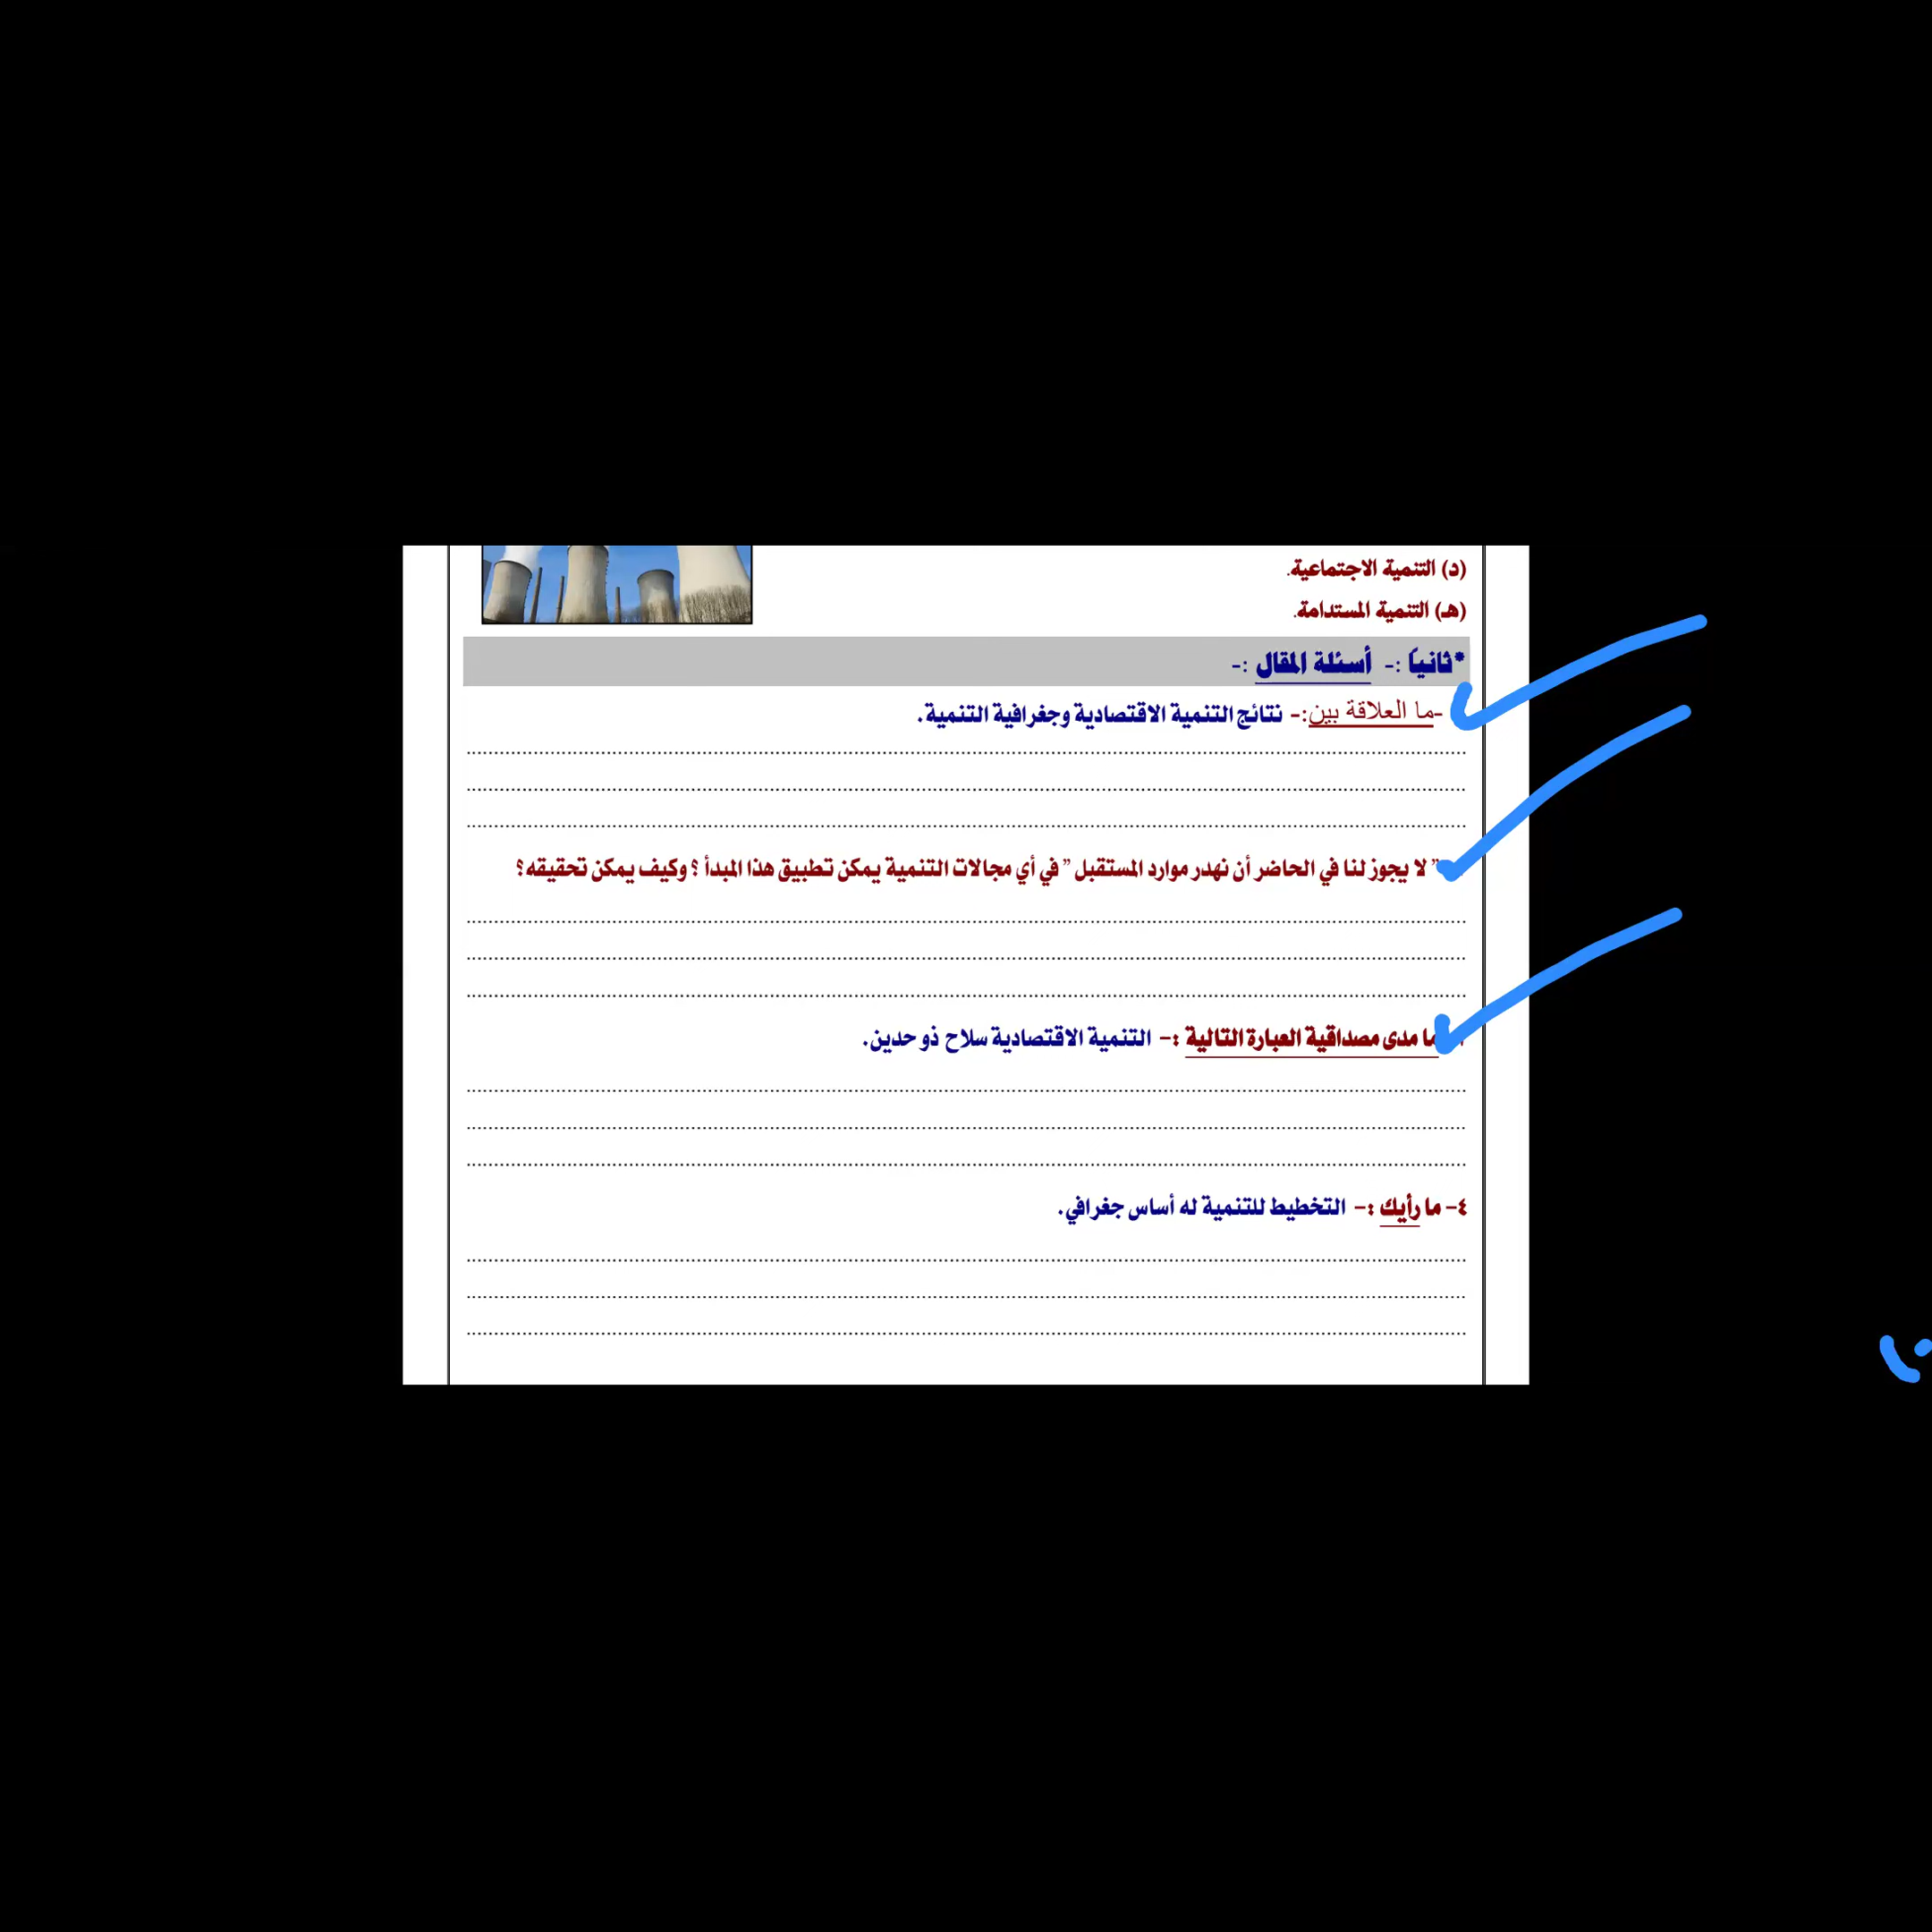 (د) التنمية الاجتماعية.
(هـ) التنمية المستدامة.
*ثانياً :- أسئلة المقال :-
-ما العلاقة بين:- نتائج التنمية الاقتصادية وجغرافية التنمية.
" لا يجوز لنا في الحاضر أن نهدر موارد المستقبل " في أي مجالات التنمية يمكن تطبيق هذا المبدأ ؟ وكيف يمكن تحقيقه؟
ما مدى مصداقية العبارة التالية :- التنمية الاقتصادية سلاح ذو حدين.
٤- ما رأيك :- التخطيط للتنمية له أساس جغرافي.